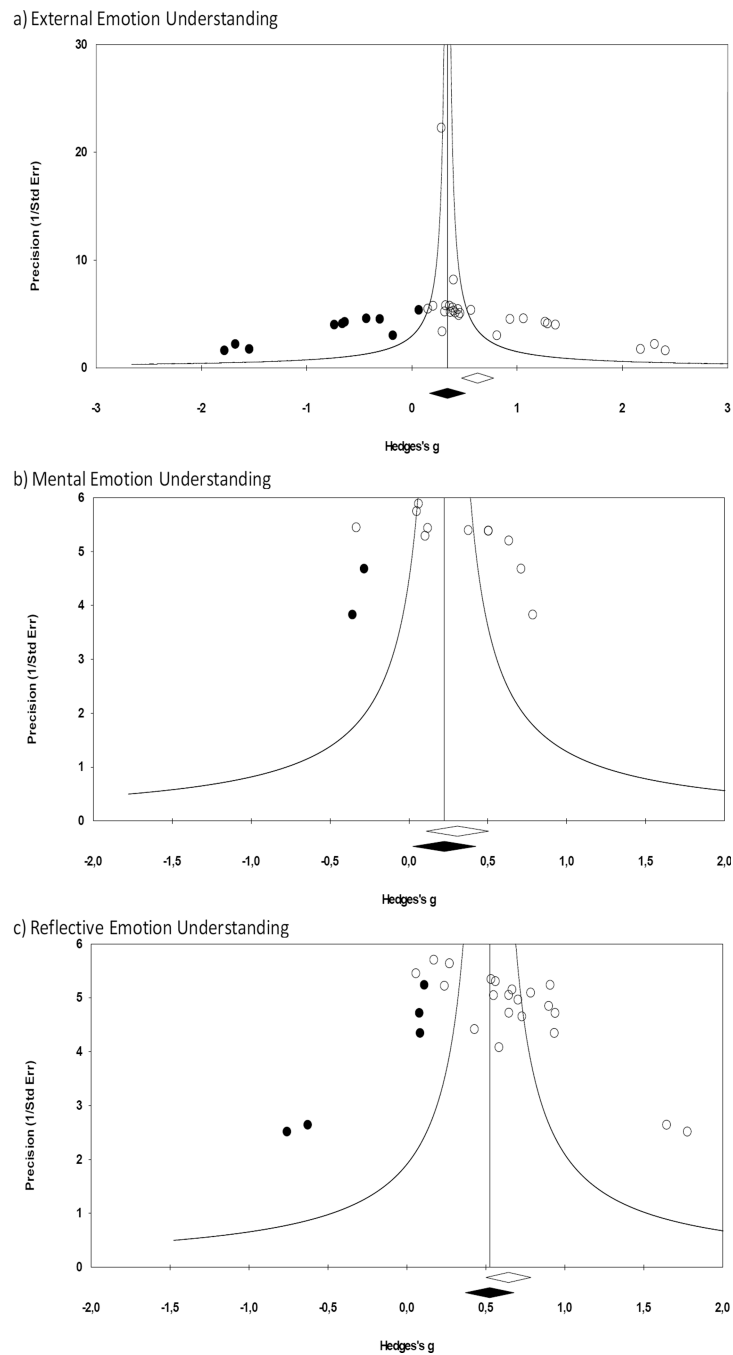 a) External Emotion Understanding
30
20
10
0
Precision (1/Std Err)
-3 -2 -1 0 1 2 3
Hedges's g
b) Mental Emotion Understanding
6
5
4
3
2
1
0
Precision (1/Std Err)
-2,0 -1,5 -1,0 -0,5 0,0 0,5 1,0 1,5 2,0
Hedges's g
c) Reflective Emotion Understanding
6
5
4
3
2
1
0
Precision (1/Std Err)
-2,0 -1,5 -1,0 -0,5 0,0 0,5 1,0 1,5 2,0
Hedges's g